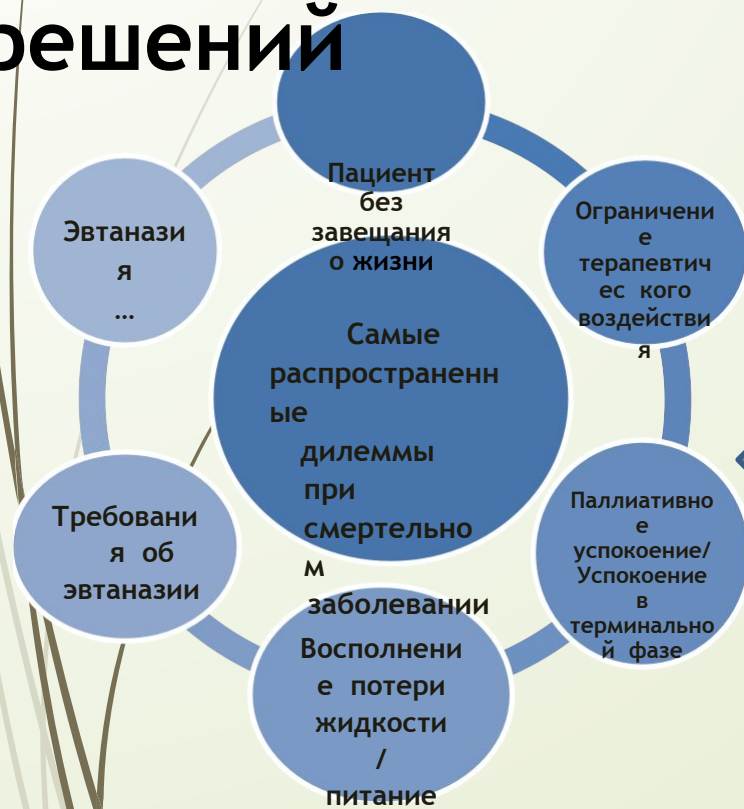 решений
Пациент
без
завещания
о жизни
Ограничени
е
терапевтич
ес кого
воздействи
я
Паллиативно
е
успокоение/
Успокоение
в
терминально
й фазе
Восполнени
е потери
жидкости
/
питание
Требовани
я об
эвтаназии
Эвтанази
я
...
Самые
распространенн
ые
дилеммы
при
смертельно
м
заболевании